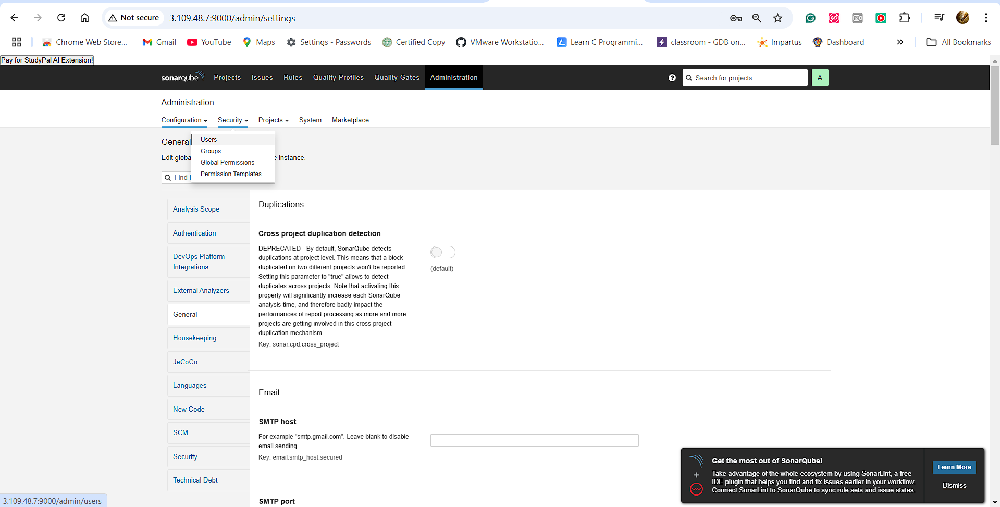 Not secure
3.109.48.7:9000/admin/settings
Chrome Web Store...
Gmail
YouTube
Maps
Settings - Passwords
Certified Copy
VMware Workstatio...
Learn C Programmi...
classroom - GDB on...
Impartus
Dashboard
All Bookmarks
Pay for StudyPal AI Extension!
sonarqube
Projects
Issues
Rules
Quality Profiles
Quality Gates
Administration
Search for projects...
A
Administration
Configuration
Security
Projects
System
Marketplace
General
Users
Groups
Edit globa
e instance.
Global Permissions
Permission Templates
Find i
Analysis Scope
Authentication
DevOps Platform
Integrations
External Analyzers
General
Housekeeping
JaCoCo
Languages
New Code
SCM
Security
Technical Debt
Duplications
Cross project duplication detection
DEPRECATED - By default, SonarQube detects
duplications at project level. This means that a block
duplicated on two different projects won't be reported.
Setting this parameter to "true" allows to detect
duplicates across projects. Note that activating this
property will significantly increase each SonarQube
analysis time, and therefore badly impact the
performances of report processing as more and more
projects are getting involved in this cross project
duplication mechanism.
Key: sonar.cpd.cross_project
(default)
Email
SMTP host
For example "smtp.gmail.com". Leave blank to disable
email sending.
Key: email.smtp_host.secured
SMTP port
Get the most out of SonarQube!
Take advantage of the whole ecosystem by using SonarLint, a free
IDE plugin that helps you find and fix issues earlier in your workflow.
Connect SonarLint to SonarQube to sync rule sets and issue states.
Learn More
Dismiss
3.109.48.7:9000/admin/users